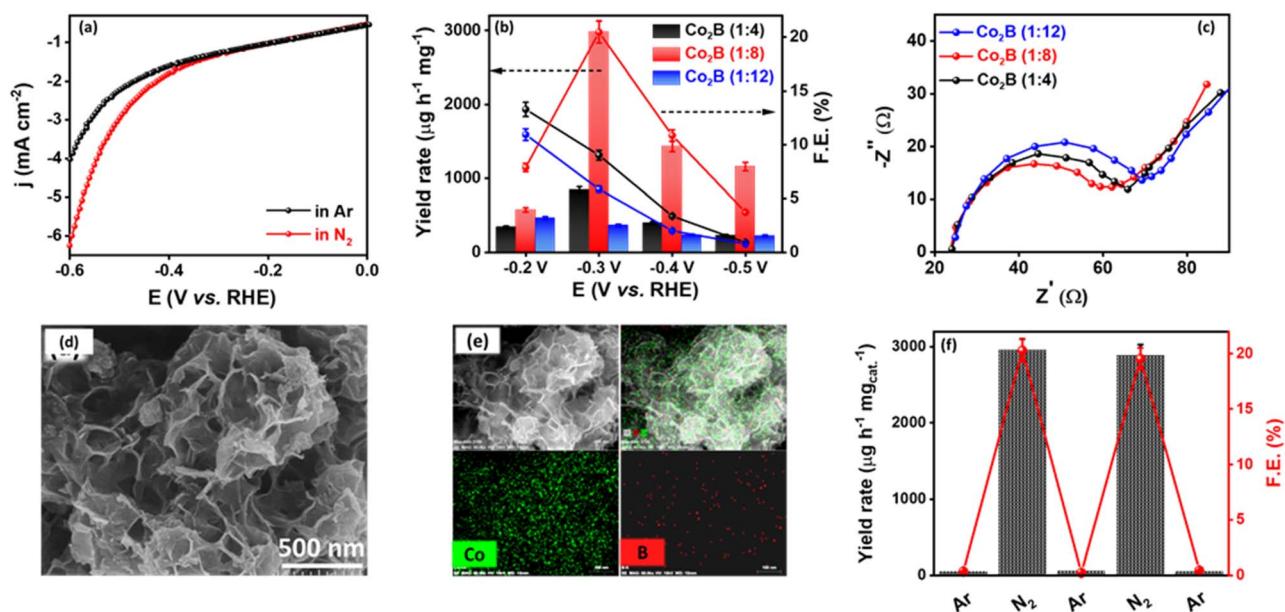 (a)
-1
-2
-3
-4
-5
-6
j (mA cm⁻²)
in Ar
in N₂
-0.6
-0.4
-0.2
0.0
E (V vs. RHE)
(b)
3000
2000
1000
0
Yield rate (μg h⁻¹ mg⁻¹)
Co₂B (1:4)
Co₂B (1:8)
Co₂B (1:12)
20
15
10
5
0
F.E. (%)
-0.2 V
-0.3 V
-0.4 V
-0.5 V
E (V vs. RHE)
(c)
40
30
20
10
0
-Z'' (Ω)
Co₂B (1:12)
Co₂B (1:8)
Co₂B (1:4)
20
40
60
80
Z' (Ω)
500 nm
(e)
Co
B
(f)
3000
2000
1000
0
Yield rate (μg h⁻¹ mg_cat.⁻¹)
20
15
10
5
0
F.E. (%)
Ar
N₂
Ar
N₂
Ar